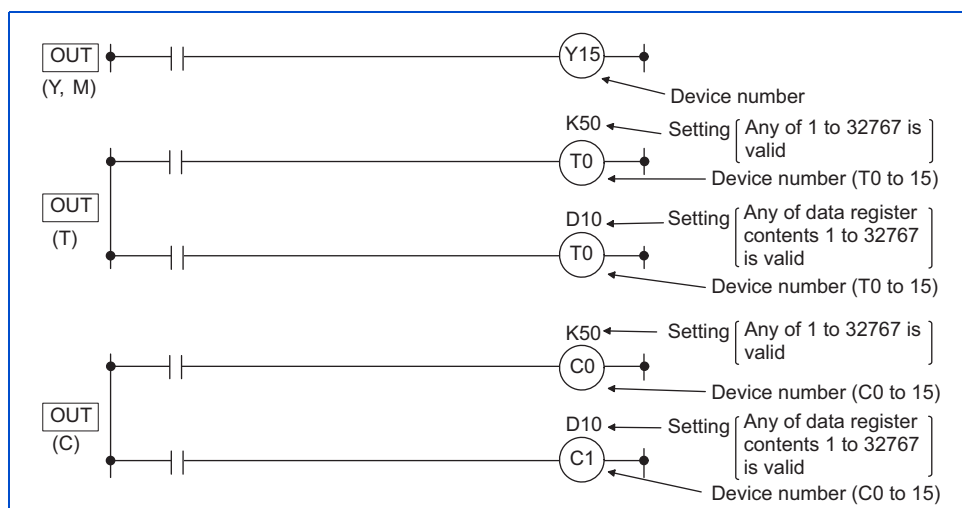 OUT
(Y, M)
Y15
Device number
K50
Setting
Any of 1 to 32767 is
valid
T0
Device number (T0 to 15)
OUT
(T)
D10
Setting
Any of data register
contents 1 to 32767
is valid
T0
Device number (T0 to 15)
K50
Setting
Any of 1 to 32767 is
valid
C0
Device number (C0 to 15)
OUT
(C)
D10
Setting
Any of data register
contents 1 to 32767
is valid
C1
Device number (C0 to 15)